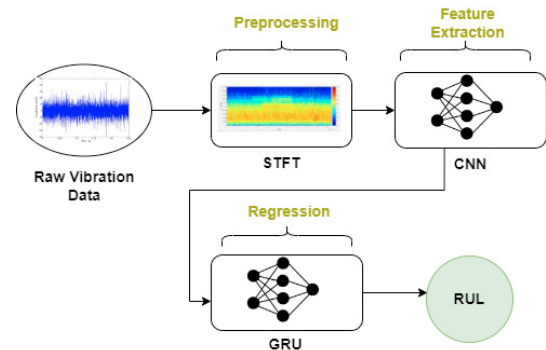 Preprocessing
Feature
Extraction
STFT
CNN
Raw Vibration
Data
Regression
GRU
RUL